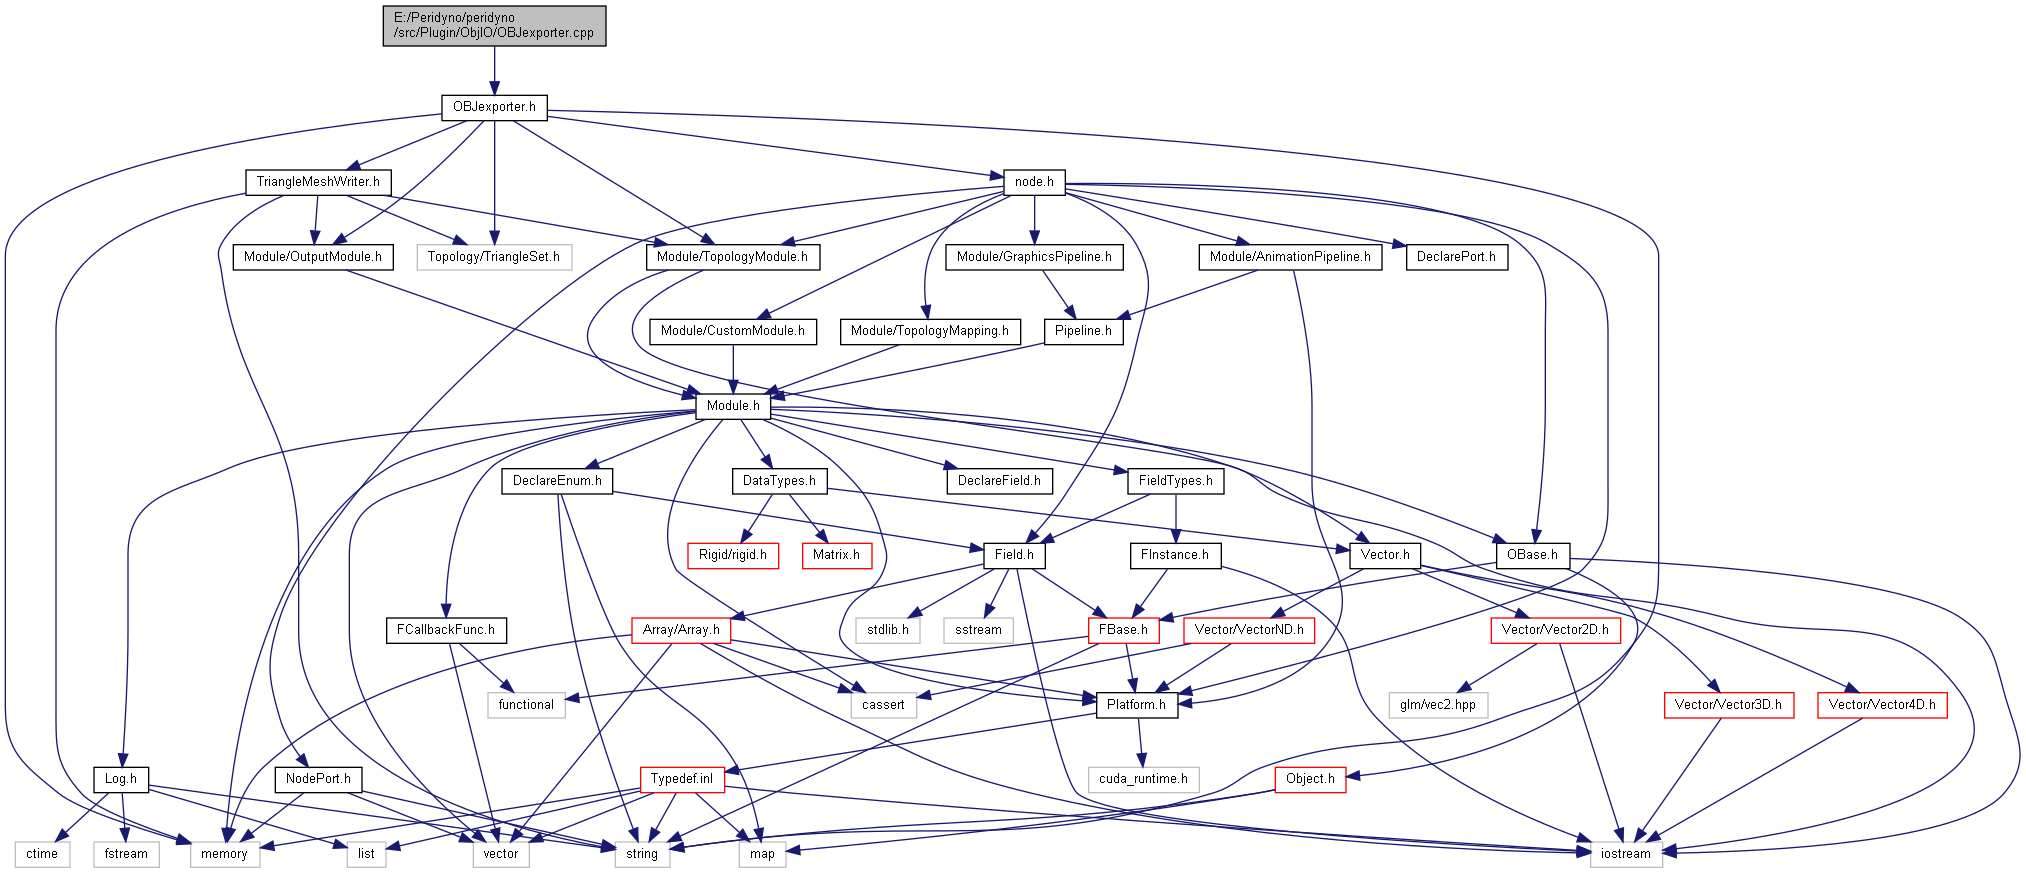 E:/Peridyno/peridyno
/src/Plugin/ObjIO/OBJexporter.cpp
OBJexporter.h
TriangleMeshWriter.h
node.h
Module/OutputModule.h
Topology/TriangleSet.h
Module/TopologyModule.h
Module/GraphicsPipeline.h
Module/AnimationPipeline.h
DeclarePort.h
Module/CustomModule.h
Module/TopologyMapping.h
Pipeline.h
Module.h
DeclareEnum.h
DataTypes.h
DeclareField.h
FieldTypes.h
Rigid/rigid.h
Matrix.h
Field.h
FInstance.h
Vector.h
OBase.h
FCallbackFunc.h
Array/Array.h
stdlib.h
sstream
FBase.h
Vector/VectorND.h
Vector/Vector2D.h
functional
cassert
Platform.h
glm/vec2.hpp
Vector/Vector3D.h
Vector/Vector4D.h
Log.h
NodePort.h
Typedef.inl
cuda_runtime.h
Object.h
ctime
fstream
memory
list
vector
string
map
iostream